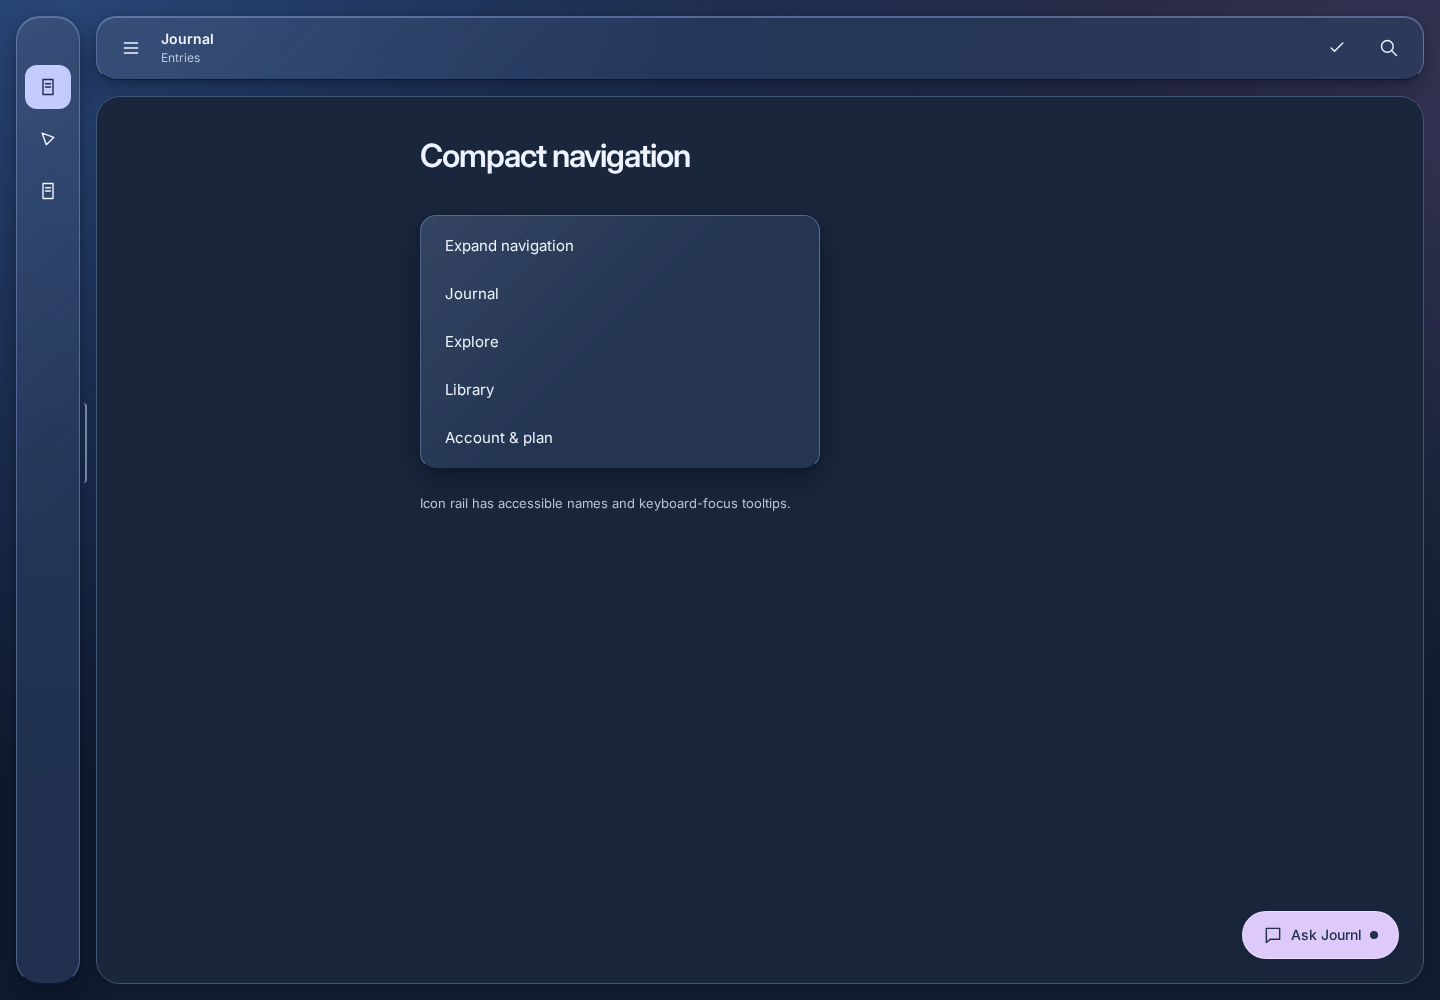 Journal
Entries
Compact navigation
Expand navigation
Journal
Explore
Library
Account & plan
Icon rail has accessible names and keyboard-focus tooltips.
Ask Journl